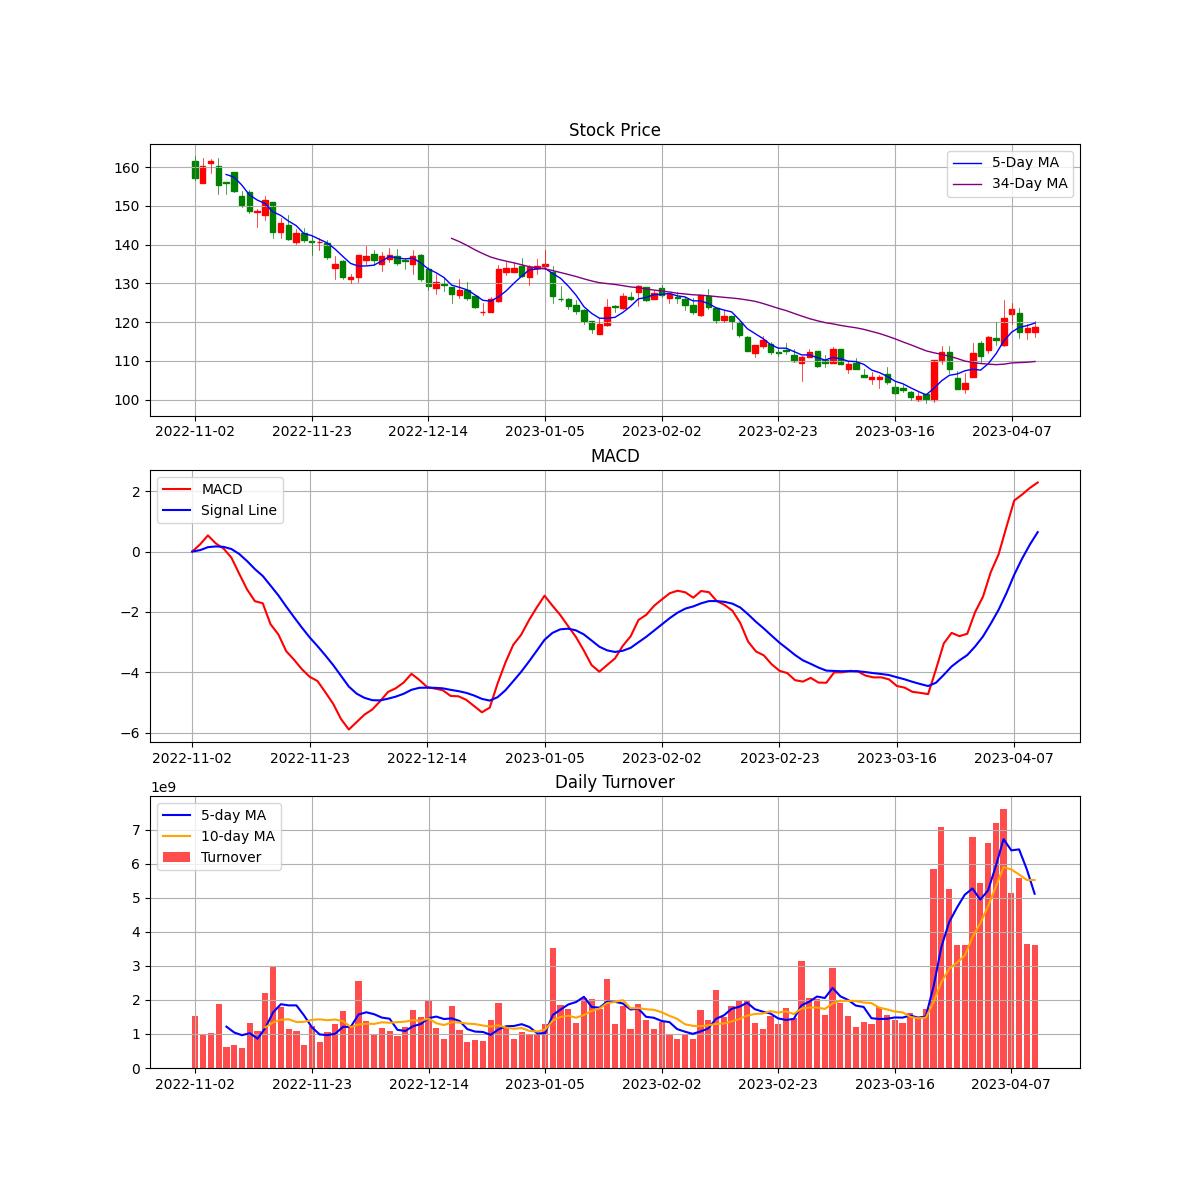 Stock Price
160
150
140
130
120
110
100
5-Day MA
34-Day MA
2022-11-02 2022-11-23 2022-12-14 2023-01-05 2023-02-02 2023-02-23 2023-03-16 2023-04-07
MACD
2
0
−2
−4
−6
MACD
Signal Line
2022-11-02 2022-11-23 2022-12-14 2023-01-05 2023-02-02 2023-02-23 2023-03-16 2023-04-07
Daily Turnover
1e9
7
6
5
4
3
2
1
0
5-day MA
10-day MA
Turnover
2022-11-02 2022-11-23 2022-12-14 2023-01-05 2023-02-02 2023-02-23 2023-03-16 2023-04-07